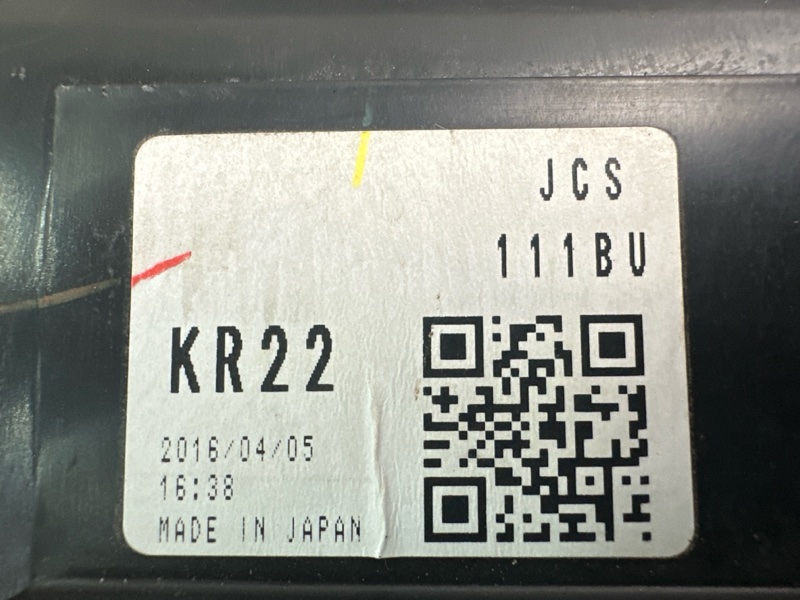 JCS
111BU
KR22
2016/04/05
16:38
MADE IN JAPAN